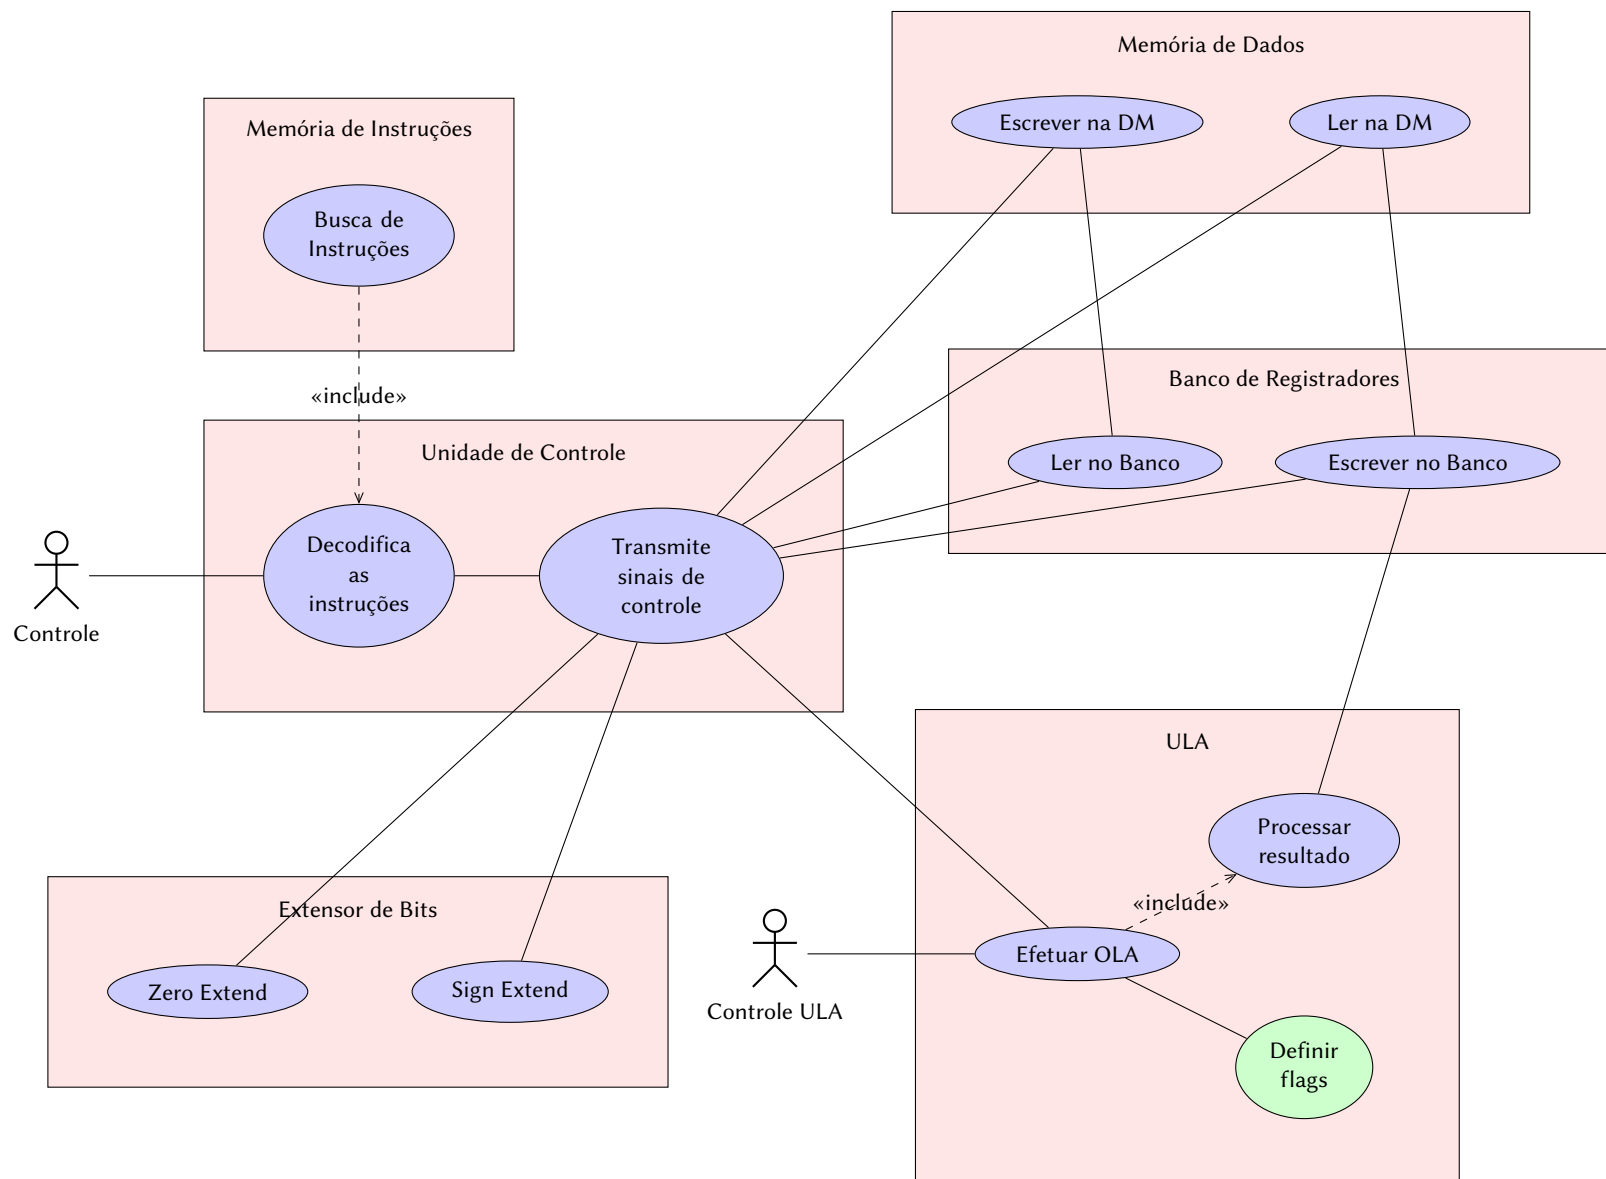 Memória de Dados
Escrever na DM
Ler na DM
Memória de Instruções
Busca de
Instruções
«include»
Banco de Registradores
Ler no Banco
Escrever no Banco
Unidade de Controle
Decodifica
as
instruções
Transmite
sinais de
controle
Controle
ULA
Processar
resultado
«include»
Efetuar OLA
Controle ULA
Definir
flags
Extensor de Bits
Zero Extend
Sign Extend